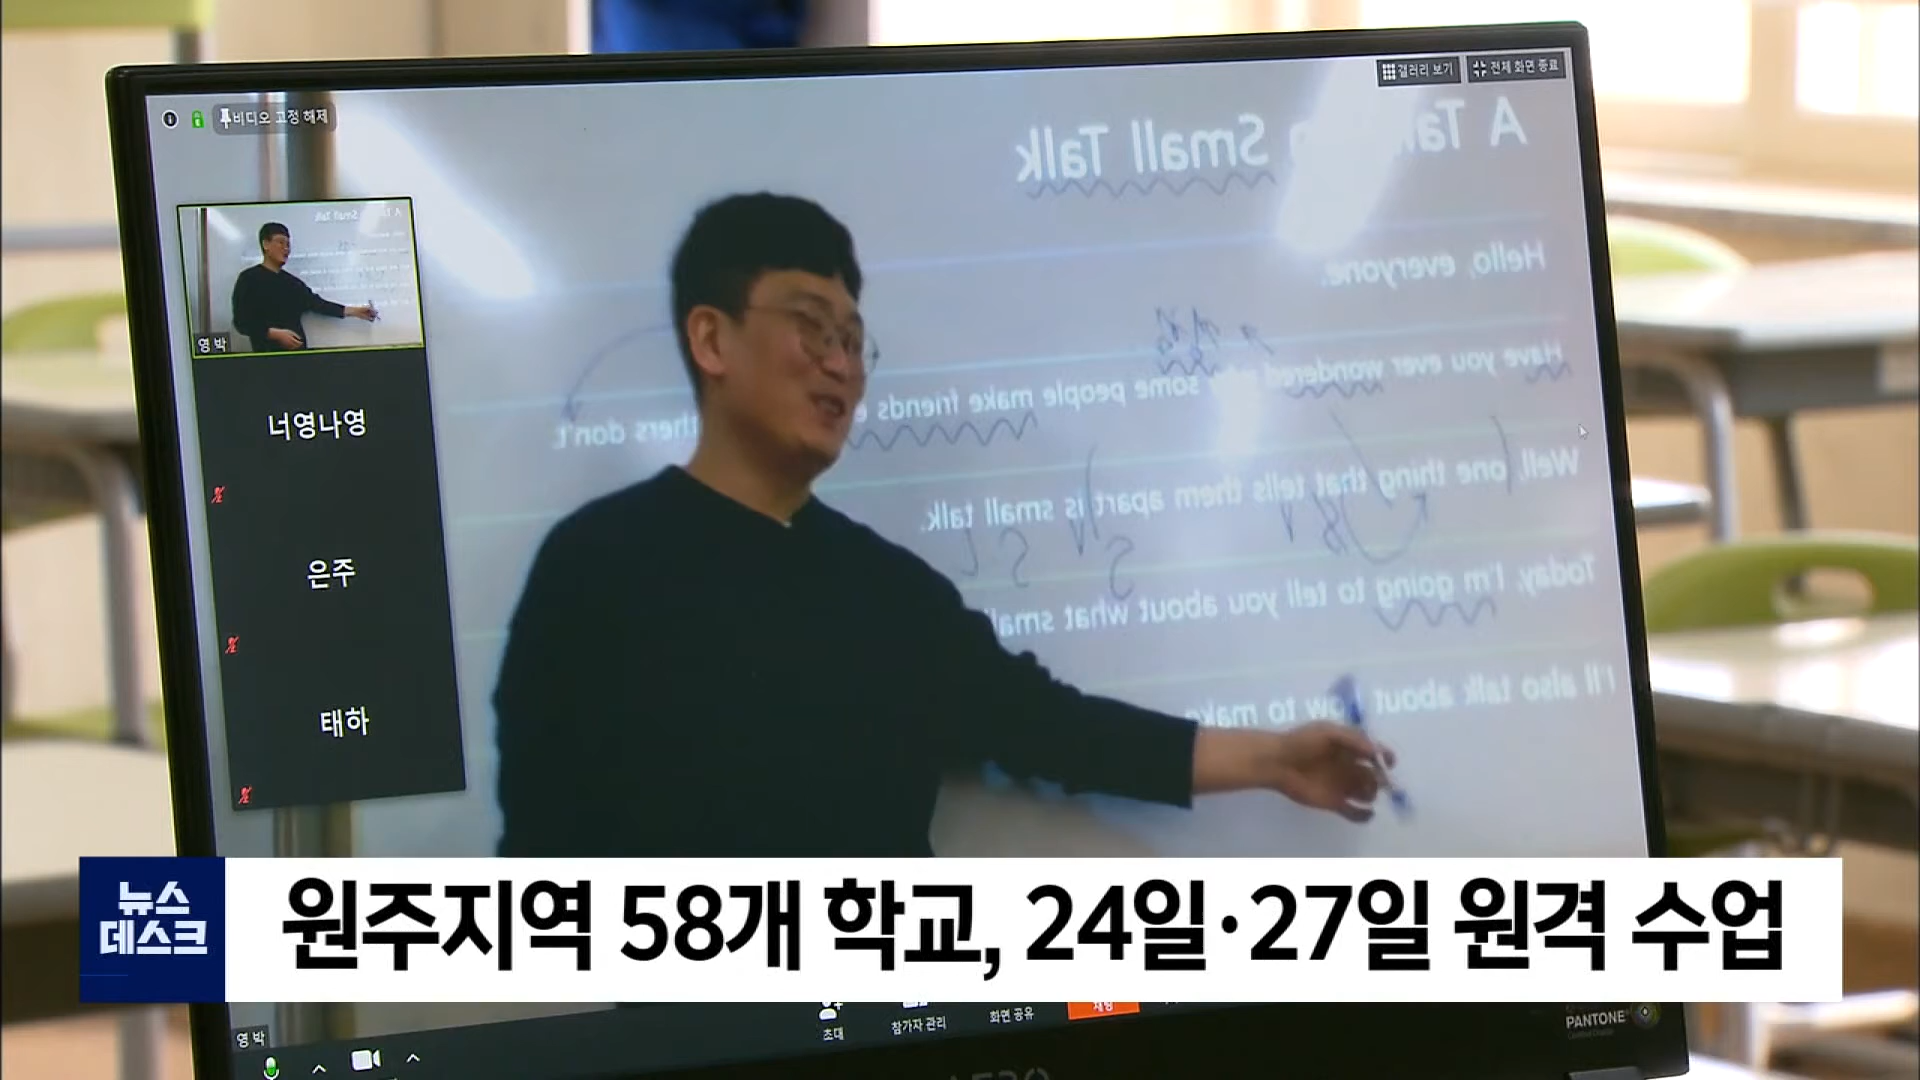 갤러리 보기
전체 화면 종료
비디오 고정 해제
A Small Talk
Hello, everyone.
영 박
Have you ever wondered some people make friends don't.
너영나영
Well, one thing that tells them apart is small talk.
은주
Today, I'm going to tell you about what small
I'll also talk about how to make
태하
뉴스
데스크
원주지역 58개 학교, 24일·27일 원격 수업
영 박
초대
참가자 관리
화면 공유
PANTONE